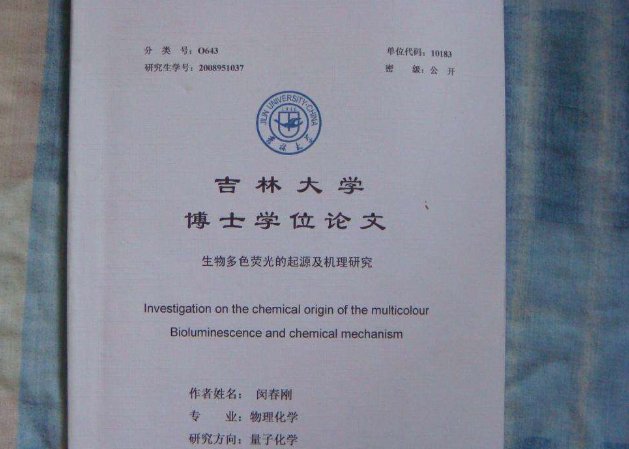 分 类 号：O643
单位代码：10183
研究生学号：2008951037
密 级：公 开
JILIN UNIVERSITY·CHINA
吉林大学
博士学位论文
生物多色荧光的起源及机理研究
Investigation on the chemical origin of the multicolour
Bioluminescence and chemical mechanism
作者姓名： 闵春刚
专 业：物理化学
研究方向：量子化学